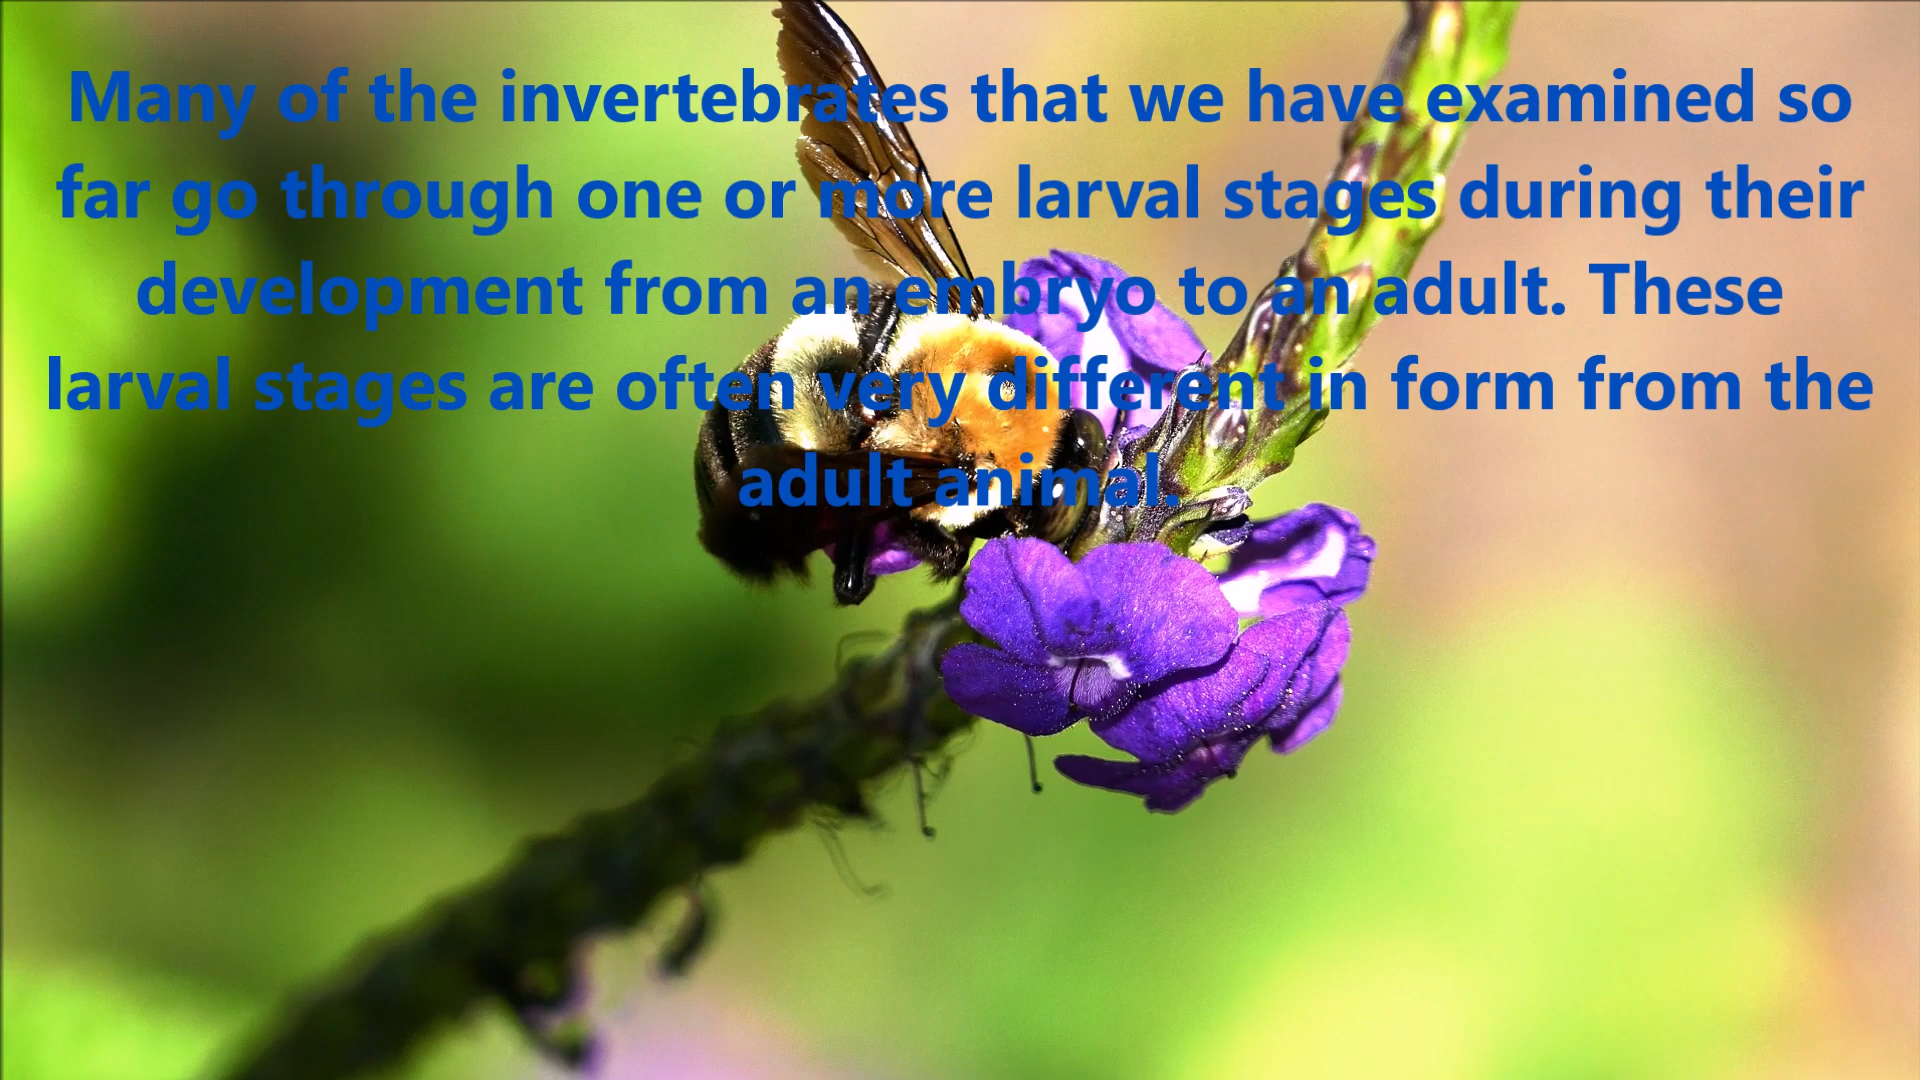 Many of the invertebrates that we have examined so
far go through one or more larval stages during their
development from an embryo to an adult. These
larval stages are often very different in form from the
adult animal.